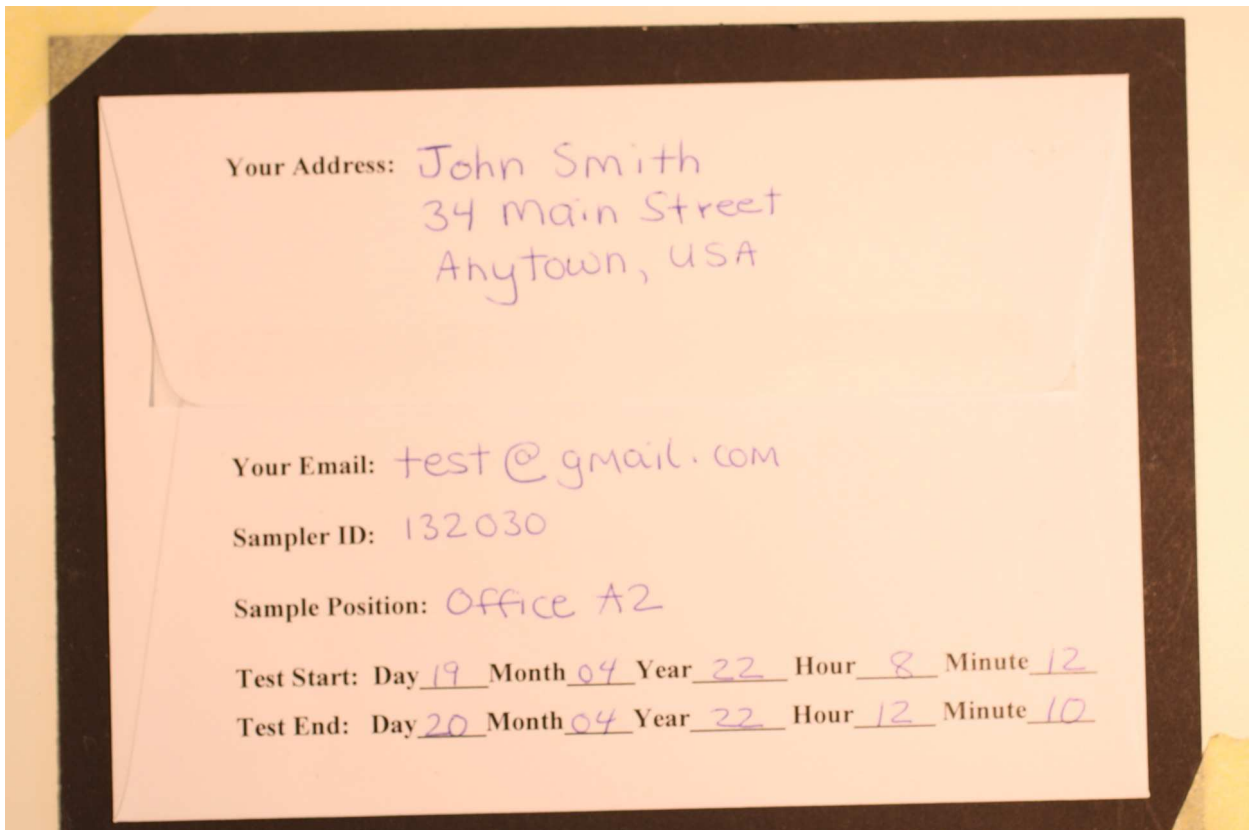 Your Address: John Smith
34 Main Street
Anytown, USA
Your Email: test@gmail.com
Sampler ID: 132030
Sample Position: Office A2
Test Start: Day 19 Month 04 Year 22 Hour 8 Minute 12
Test End: Day 20 Month 04 Year 22 Hour 12 Minute 10